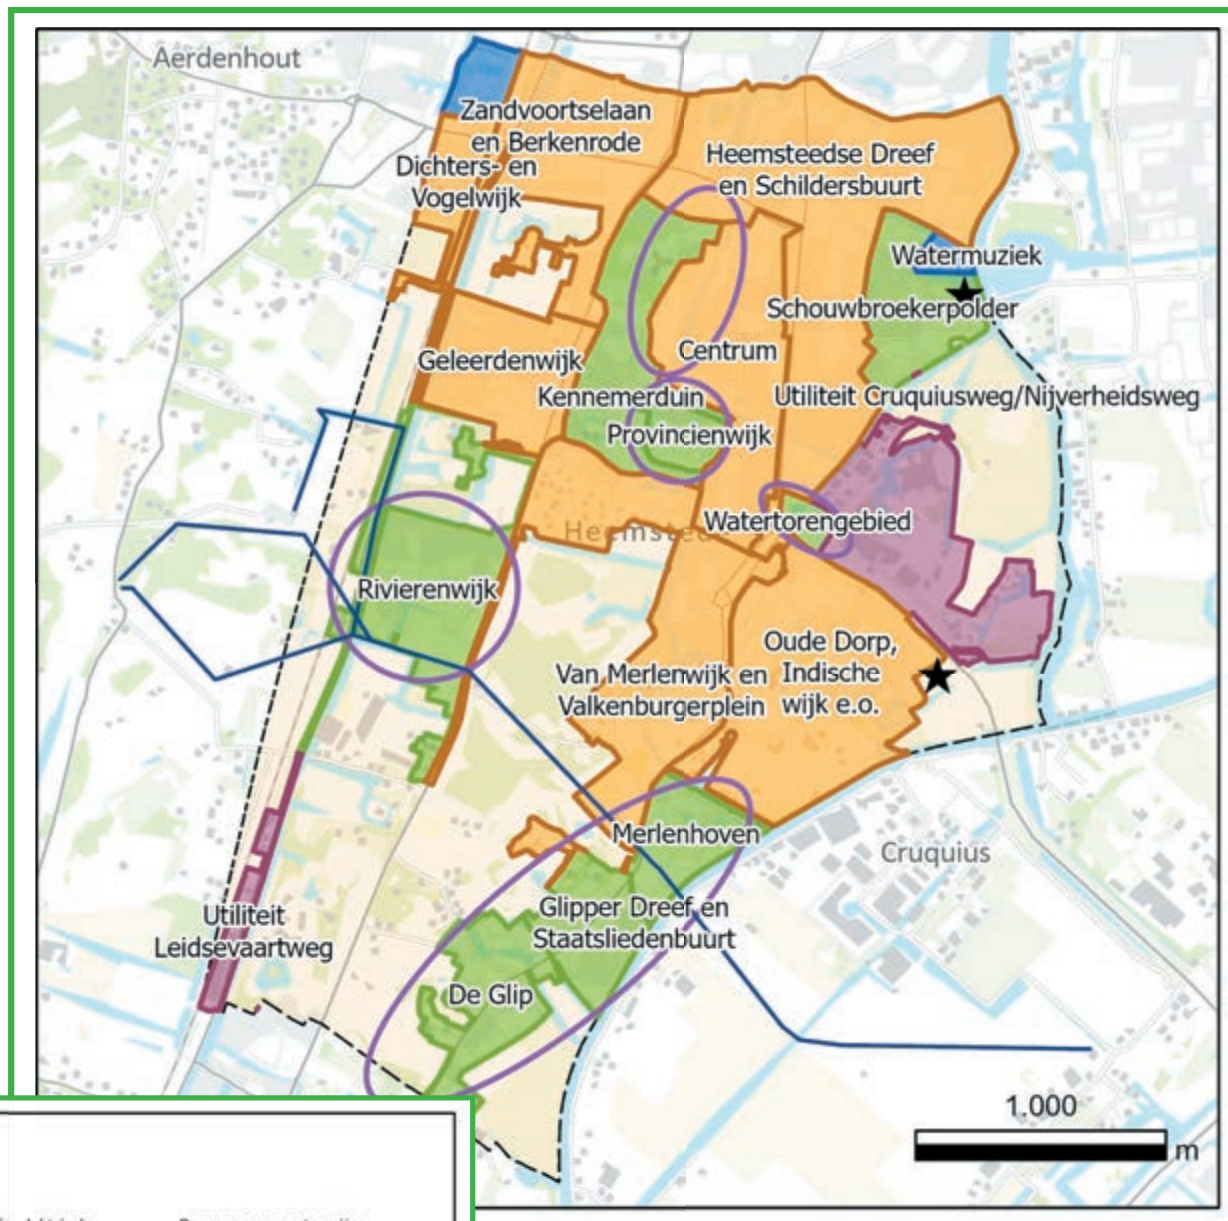 Aerdenhout
Zandvoortselaan
en Berkenrode
Dichters- en
Vogelwijk
Heemsteedse Dreef
en Schildersbuurt
Watermuziek
Schouwbroekerpolder
Geleerdenwijk
Centrum
Kennemerduin
Utiliteit Cruquiusweg/Nijverheidsweg
Provincienwijk
Watertorengebied
Rivierenwijk
Oude Dorp,
Indische
wijk e.o.
Van Merlenwijk en
Valkenburgerplein
Merlenhoven
Cruquius
Glipper Dreef en
Staatsliedenbuurt
Utiliteit
Leidsevaartweg
De Glip
1.000
m